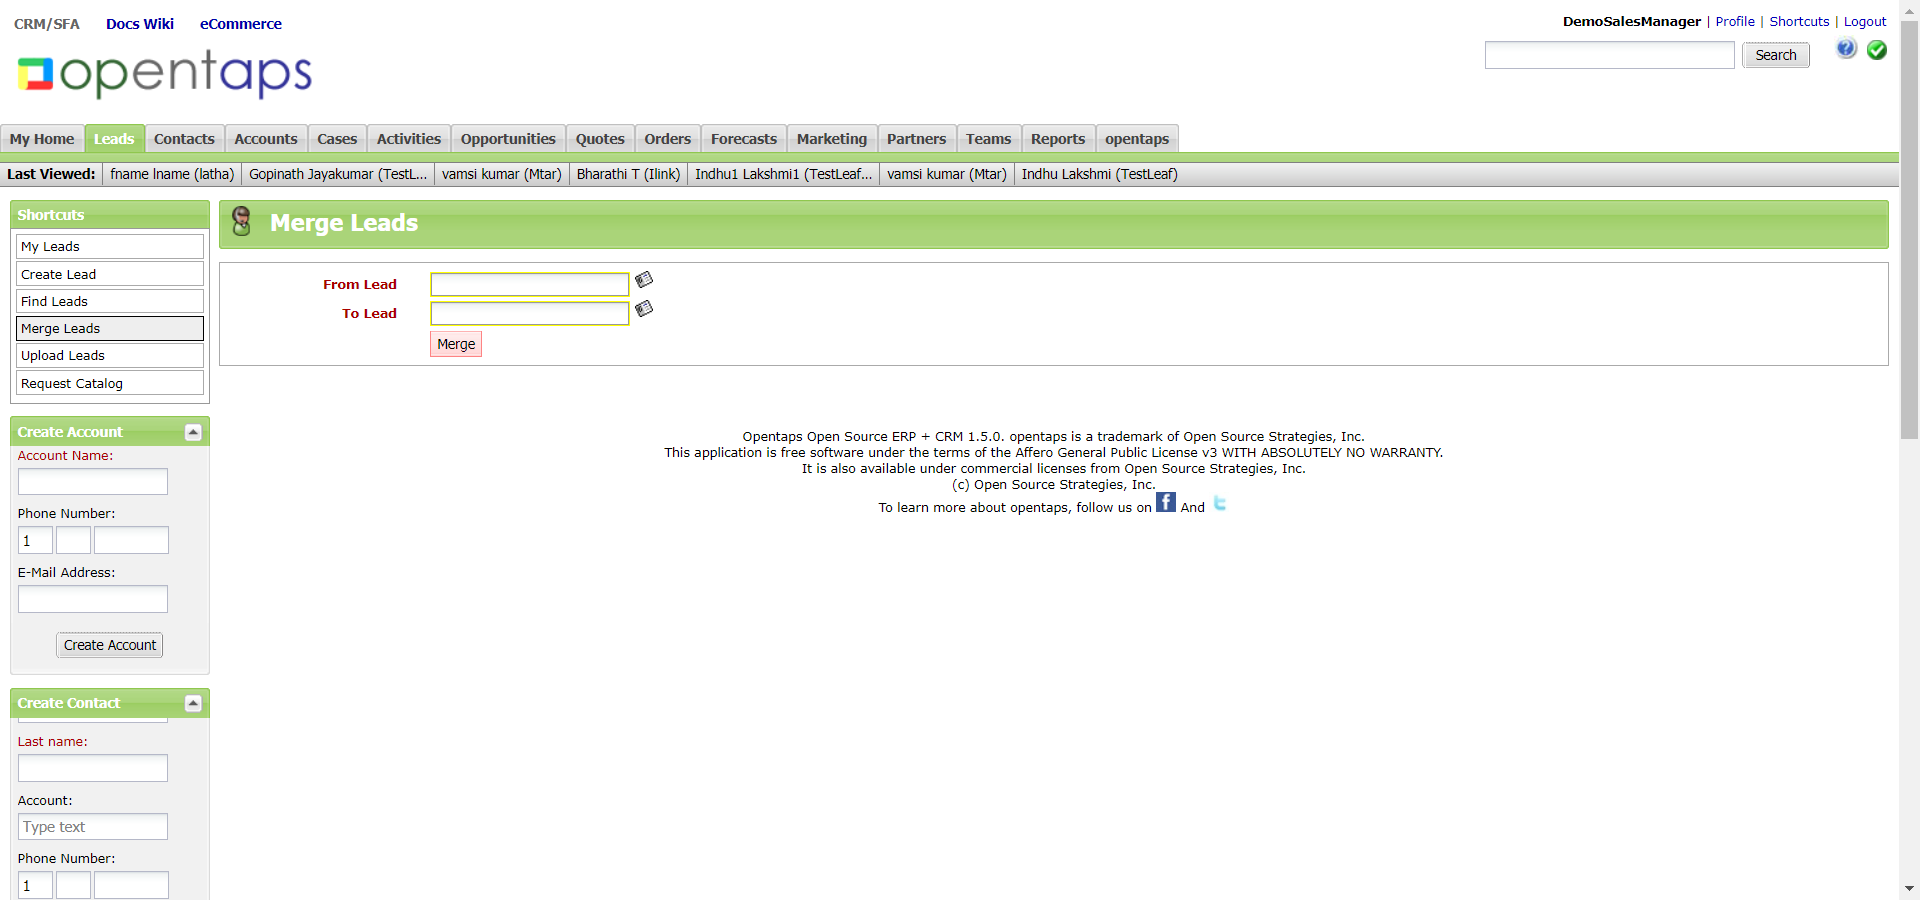 CRM/SFA Docs Wiki eCommerce
DemoSalesManager | Profile | Shortcuts | Logout
opentaps
Search
My Home Leads Contacts Accounts Cases Activities Opportunities Quotes Orders Forecasts Marketing Partners Teams Reports opentaps
Last Viewed: fname lname (latha) Gopinath Jayakumar (TestL... vamsi kumar (Mtar) Bharathi T (Ilink) Indhu1 Lakshmi1 (TestLeaf... vamsi kumar (Mtar) Indhu Lakshmi (TestLeaf)
Shortcuts
My Leads
Create Lead
Find Leads
Merge Leads
Upload Leads
Request Catalog
Merge Leads
From Lead
To Lead
Merge
Create Account
Account Name:
Phone Number:
1
E-Mail Address:
Create Account
Create Contact
Last name:
Account:
Type text
Phone Number:
1
Opentaps Open Source ERP + CRM 1.5.0. opentaps is a trademark of Open Source Strategies, Inc.
This application is free software under the terms of the Affero General Public License v3 WITH ABSOLUTELY NO WARRANTY.
It is also available under commercial licenses from Open Source Strategies, Inc.
(c) Open Source Strategies, Inc.
To learn more about opentaps, follow us on f And t